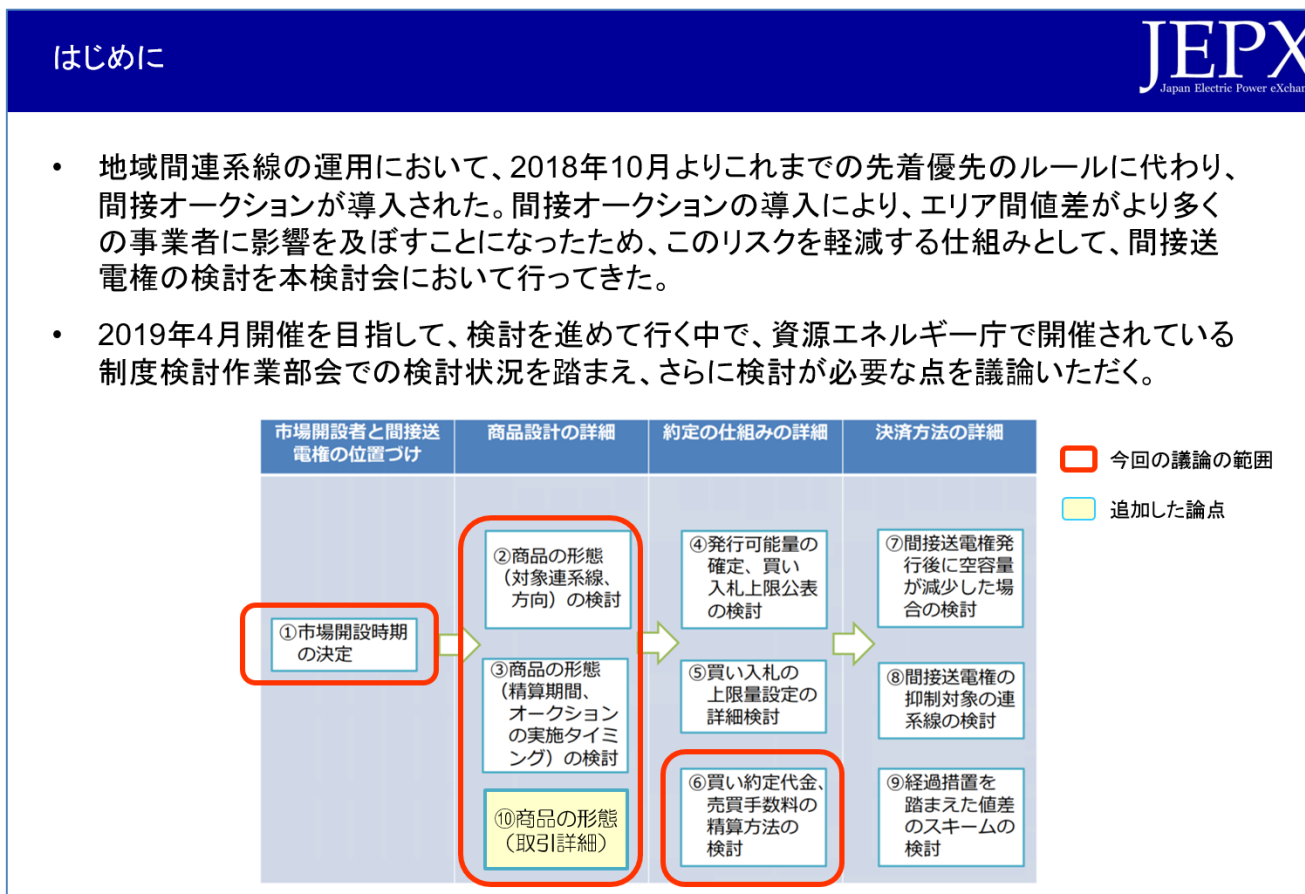 はじめに
JEPX
Japan Electric Power eXchan
• 地域間連系線の運用において、2018年10月よりこれまでの先着優先のルールに代わり、
間接オークションが導入された。間接オークションの導入により、エリア間値差がより多く
の事業者に影響を及ぼすことになったため、このリスクを軽減する仕組みとして、間接送
電権の検討を本検討会において行ってきた。
• 2019年4月開催を目指して、検討を進めて行く中で、資源エネルギー庁で開催されている
制度検討作業部会での検討状況を踏まえ、さらに検討が必要な点を議論いただく。
市場開設者と間接送
電権の位置づけ
商品設計の詳細
約定の仕組みの詳細
決済方法の詳細
今回の議論の範囲
追加した論点
①市場開設時期
の決定
②商品の形態
（対象連系線、
方向）の検討
③商品の形態
（精算期間、
オークション
の実施タイミ
ング）の検討
⑩商品の形態
（取引詳細）
④発行可能量の
確定、買い
入札上限公表
の検討
⑤買い入札の
上限量設定の
詳細検討
⑥買い約定代金、
売買手数料の
精算方法の
検討
⑦間接送電権発
行後に空容量
が減少した場
合の検討
⑧間接送電権の
抑制対象の連
系線の検討
⑨経過措置を
踏まえた値差
のスキームの
検討